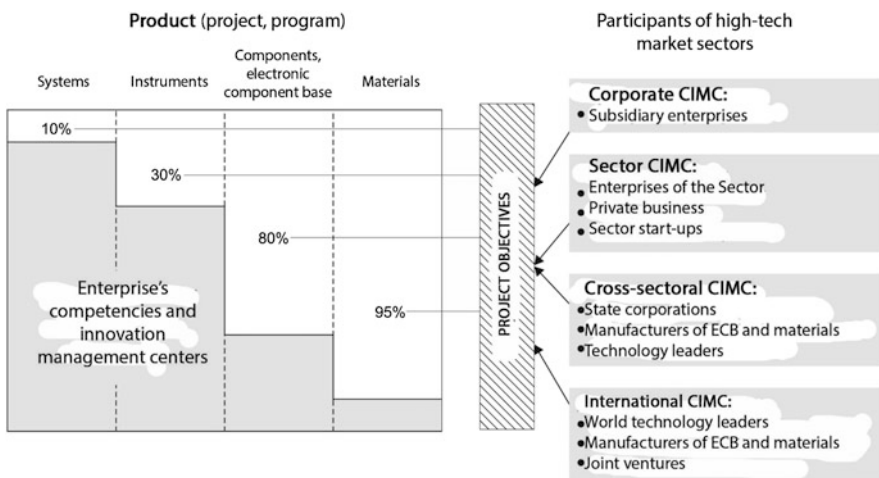 Product (project, program)
Systems
Instruments
Components,
electronic
component base
Materials
10%
30%
80%
95%
Enterprise's
competencies and
innovation
management centers
PROJECT OBJECTIVES
Participants of high-tech
market sectors
Corporate CIMC:
• Subsidiary enterprises
Sector CIMC:
• Enterprises of the Sector
• Private business
• Sector start-ups
Cross-sectoral CIMC:
• State corporations
• Manufacturers of ECB and materials
• Technology leaders
International CIMC:
• World technology leaders
• Manufacturers of ECB and materials
• Joint ventures